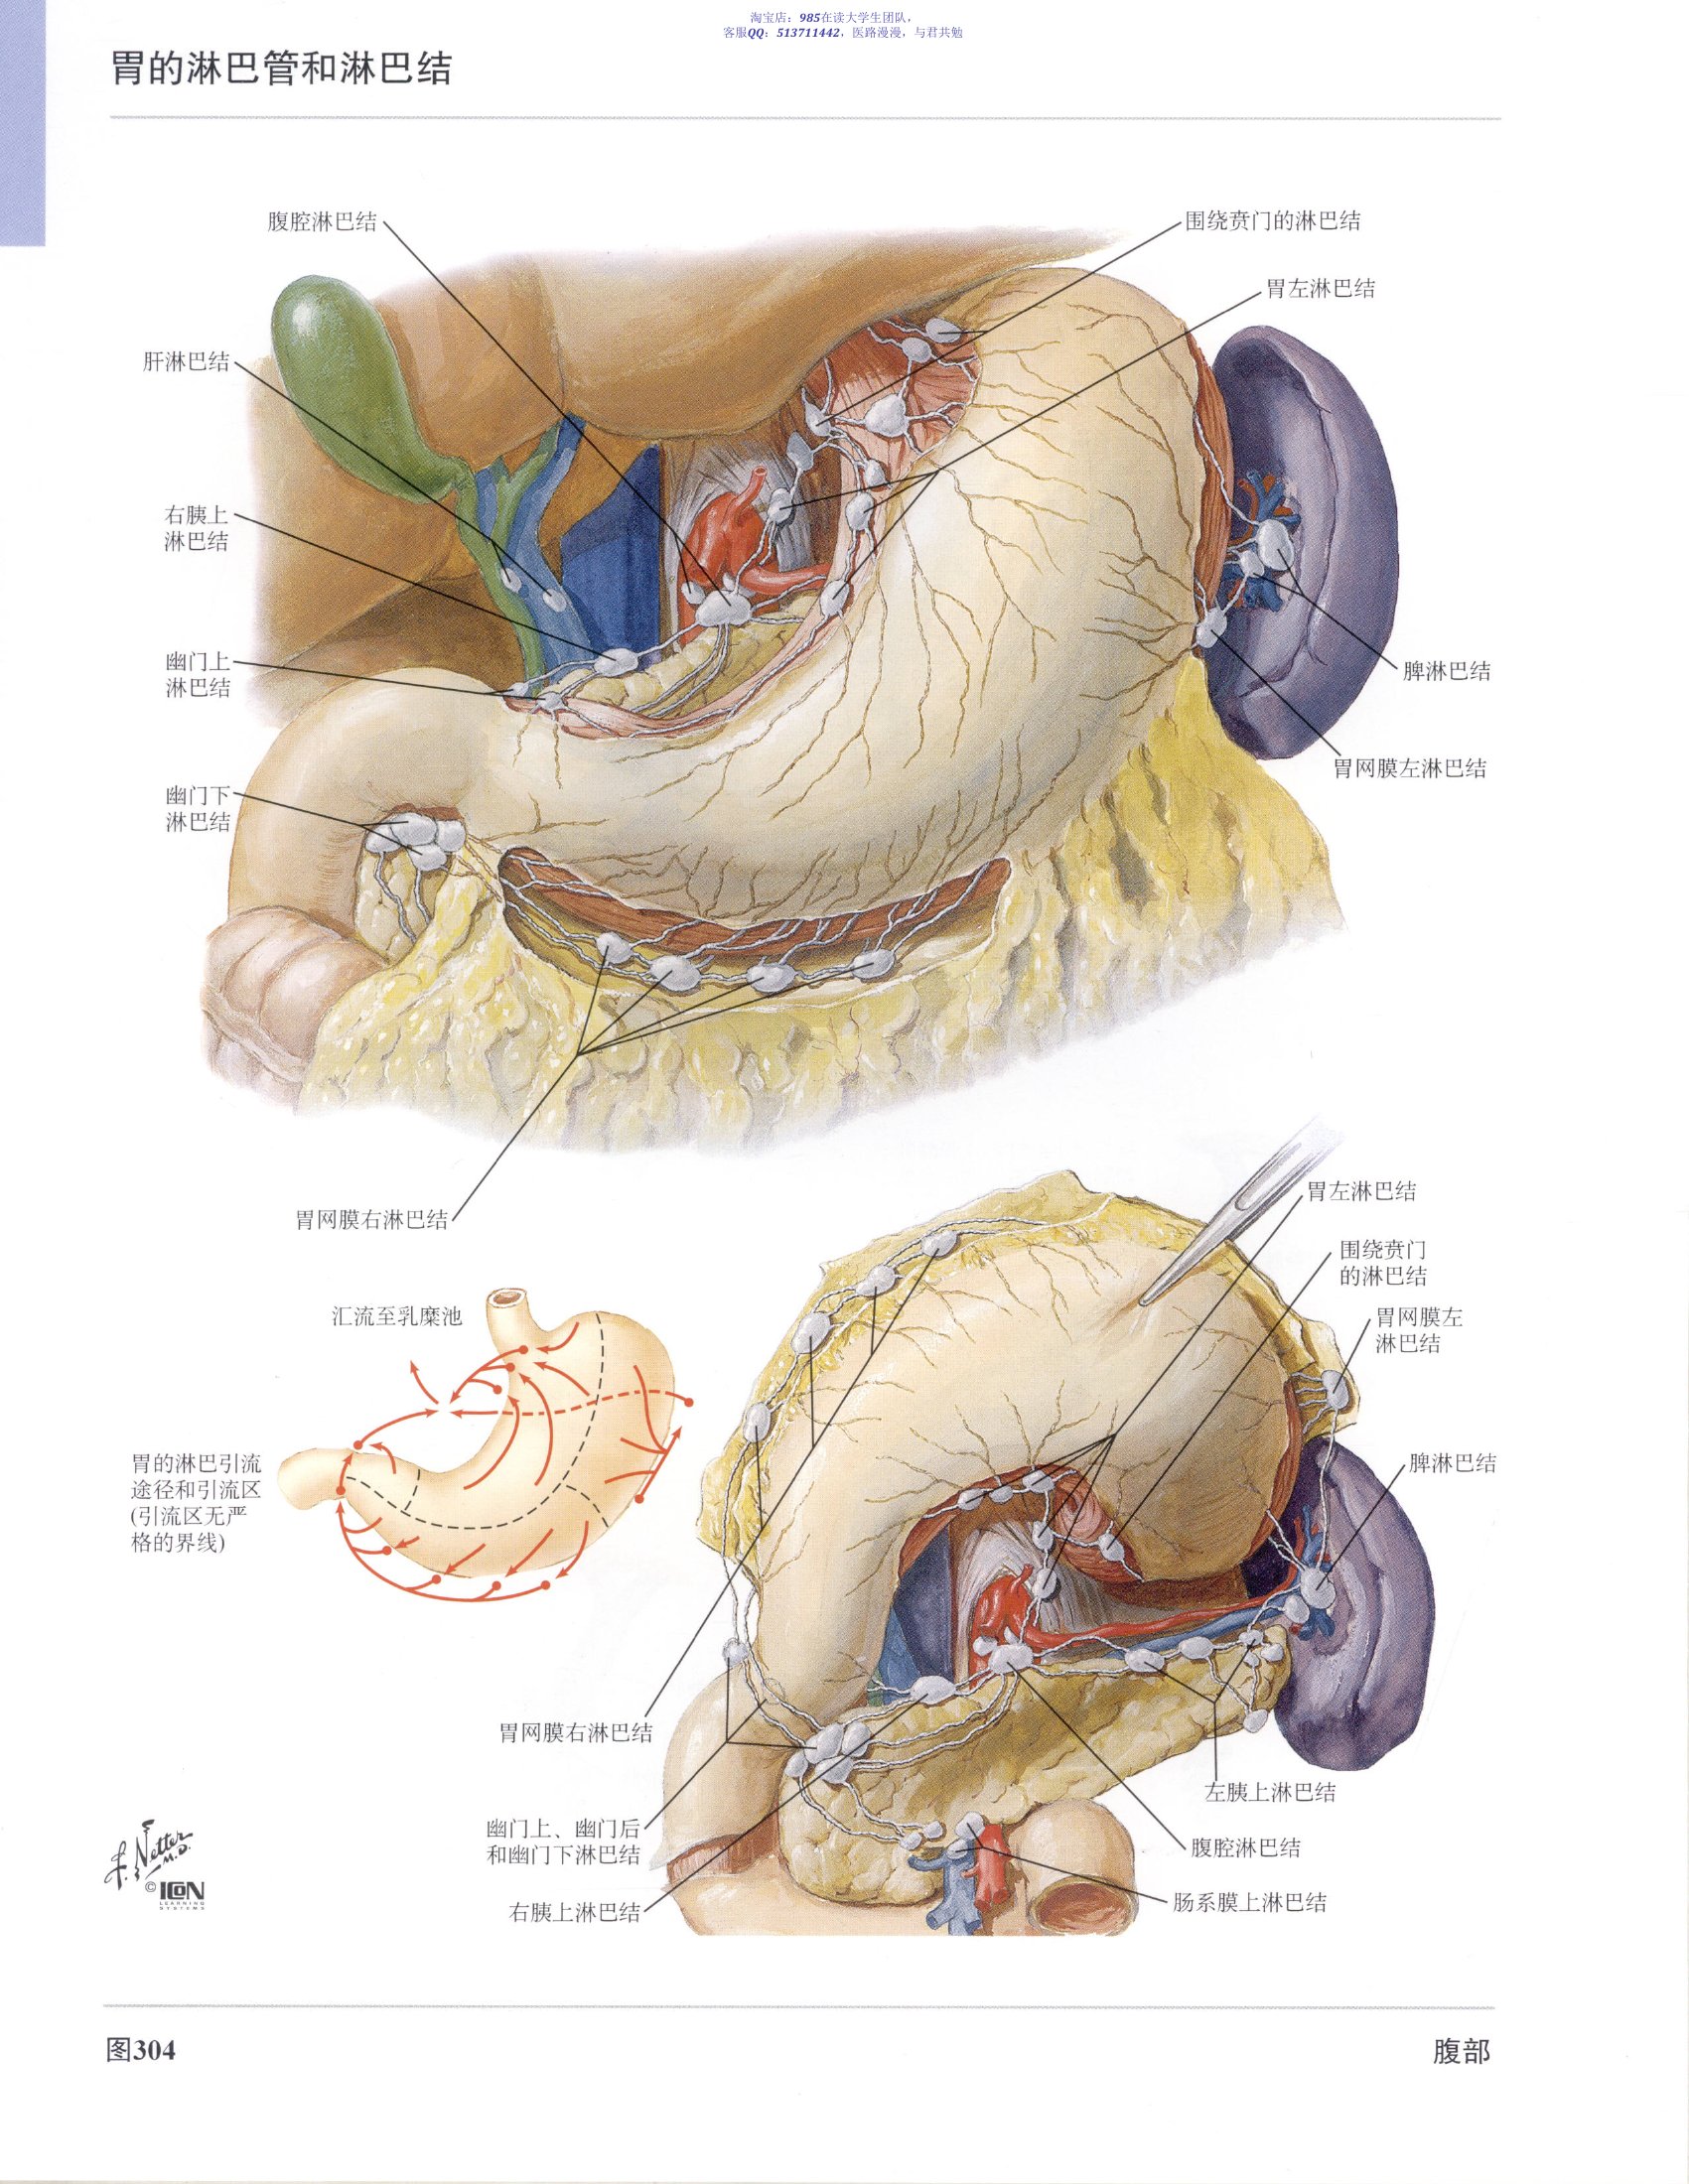 淘宝店：985在读大学生团队，
客服QQ：513711442，医路漫漫，与君共勉
胃的淋巴管和淋巴结
腹腔淋巴结
围绕贲门的淋巴结
胃左淋巴结
肝淋巴结
右胰上
淋巴结
幽门上
淋巴结
脾淋巴结
胃网膜左淋巴结
幽门下
淋巴结
胃网膜右淋巴结
胃左淋巴结
围绕贲门
的淋巴结
胃网膜左
淋巴结
汇流至乳糜池
胃的淋巴引流
途径和引流区
(引流区无严
格的界线)
脾淋巴结
胃网膜右淋巴结
左胰上淋巴结
幽门上、幽门后
和幽门下淋巴结
腹腔淋巴结
右胰上淋巴结
肠系膜上淋巴结
F. Netter
M.D.
© ICON
LEARNING
SYSTEMS
图304
腹部